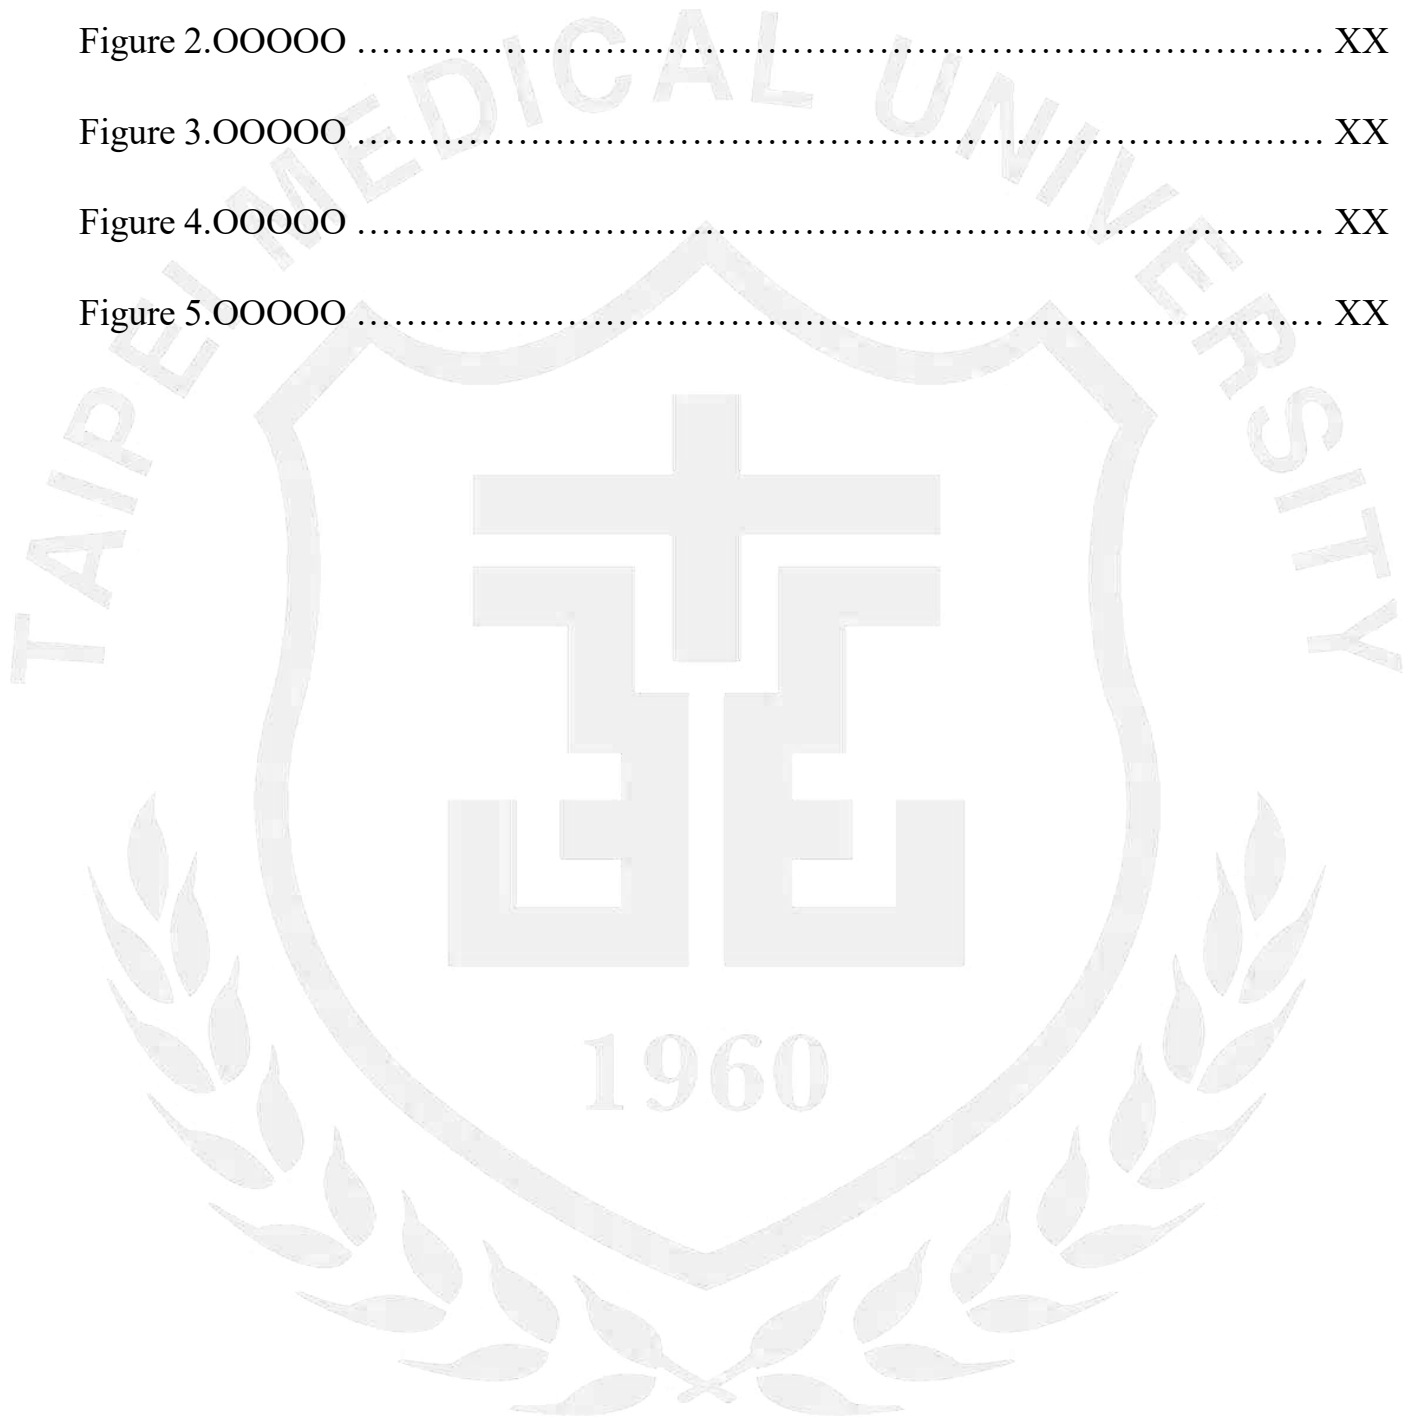 Figure 2.OOOOO ........................................................................ XX
Figure 3.OOOOO ........................................................................ XX
Figure 4.OOOOO ........................................................................ XX
Figure 5.OOOOO ........................................................................ XX
TAIPEI MEDICAL UNIVERSITY
1960